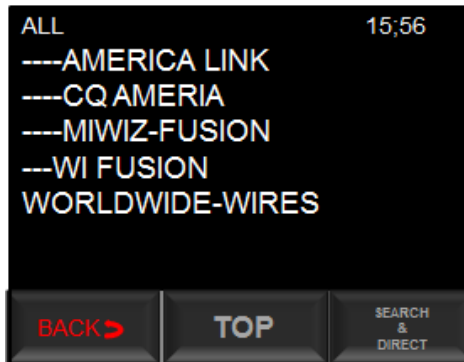 ALL 15;56
----AMERICA LINK
----CQ AMERIA
----MIWIZ-FUSION
---WI FUSION
WORLDWIDE-WIRES
BACK TOP SEARCH
&
DIRECT